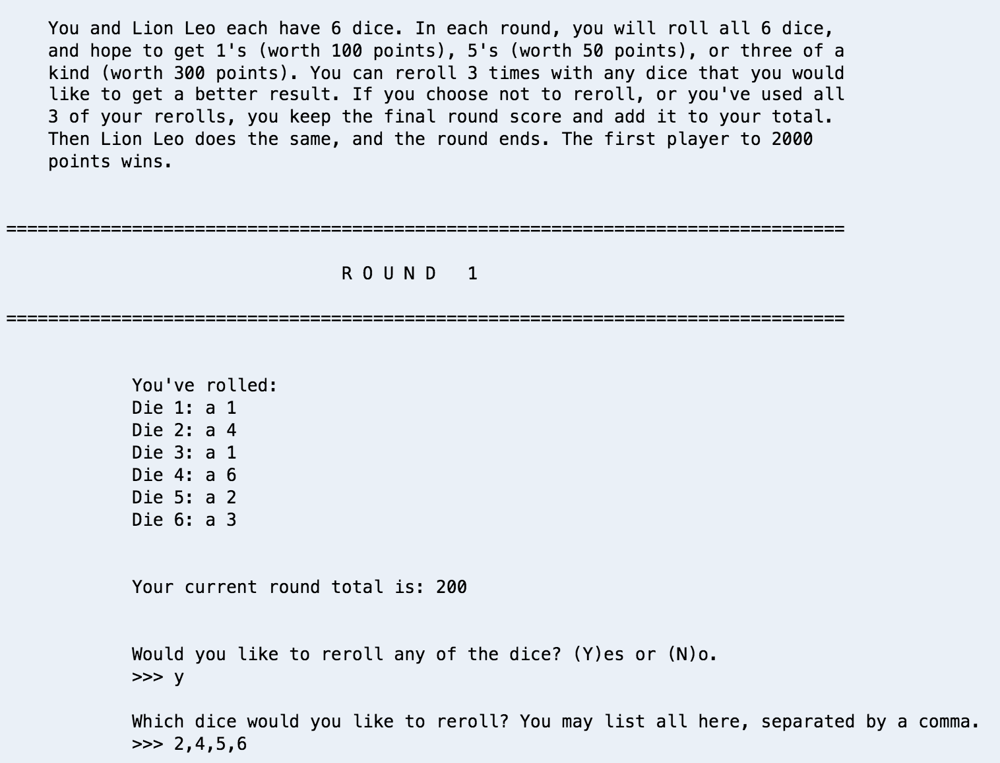 You and Lion Leo each have 6 dice. In each round, you will roll all 6 dice,
and hope to get 1's (worth 100 points), 5's (worth 50 points), or three of a
kind (worth 300 points). You can reroll 3 times with any dice that you would
like to get a better result. If you choose not to reroll, or you've used all
3 of your rerolls, you keep the final round score and add it to your total.
Then Lion Leo does the same, and the round ends. The first player to 2000
points wins.
================================================================================
R O U N D   1
================================================================================
You've rolled:
Die 1: a 1
Die 2: a 4
Die 3: a 1
Die 4: a 6
Die 5: a 2
Die 6: a 3
Your current round total is: 200
Would you like to reroll any of the dice? (Y)es or (N)o.
>>> y
Which dice would you like to reroll? You may list all here, separated by a comma.
>>> 2,4,5,6